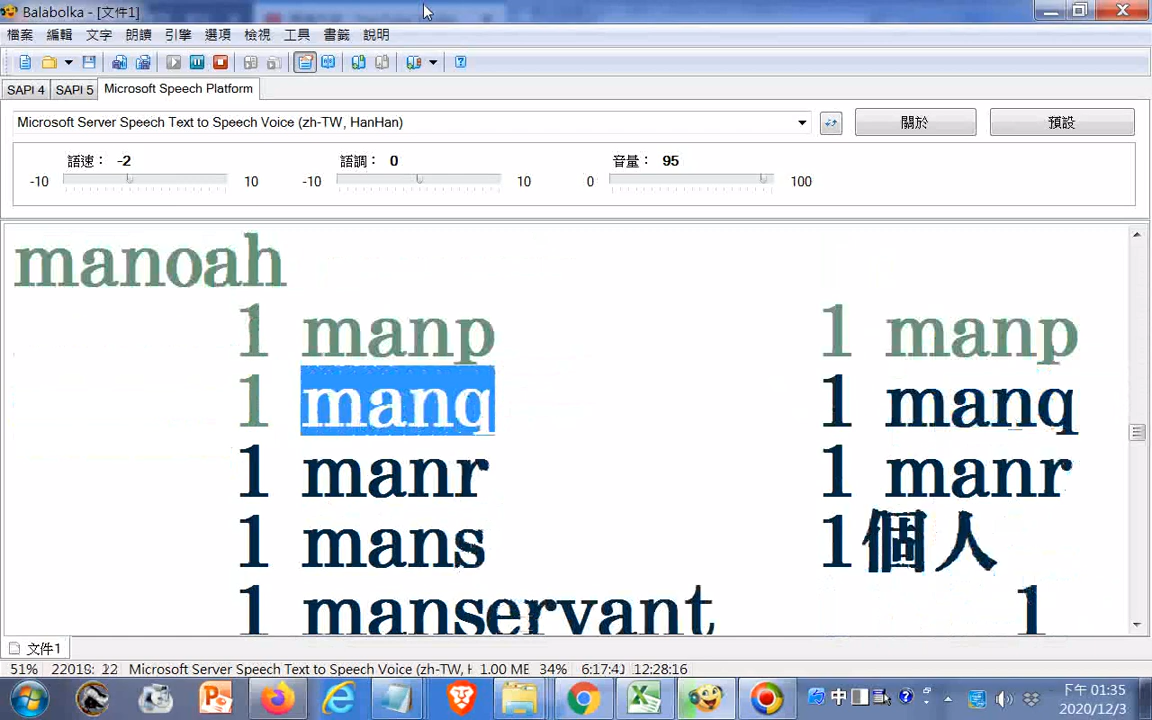 Balabolka - [文件1]
檔案 編輯 文字 朗讀 引擎 選項 檢視 工具 書籤 說明
SAPI 4 SAPI 5 Microsoft Speech Platform
Microsoft Server Speech Text to Speech Voice (zh-TW, HanHan) 關於 預設
語速： -2 語調： 0 音量： 95
-10 10 -10 10 0 100
manoah
1 manp 1 manp
1 manq 1 manq
1 manr 1 manr
1 mans 1個人
1 manservant 1
文件1
51% Microsoft Server Speech Text to Speech Voice (zh-TW, 1.00 ME 34% 12:28:16
中 下午 01:35
2020/12/3